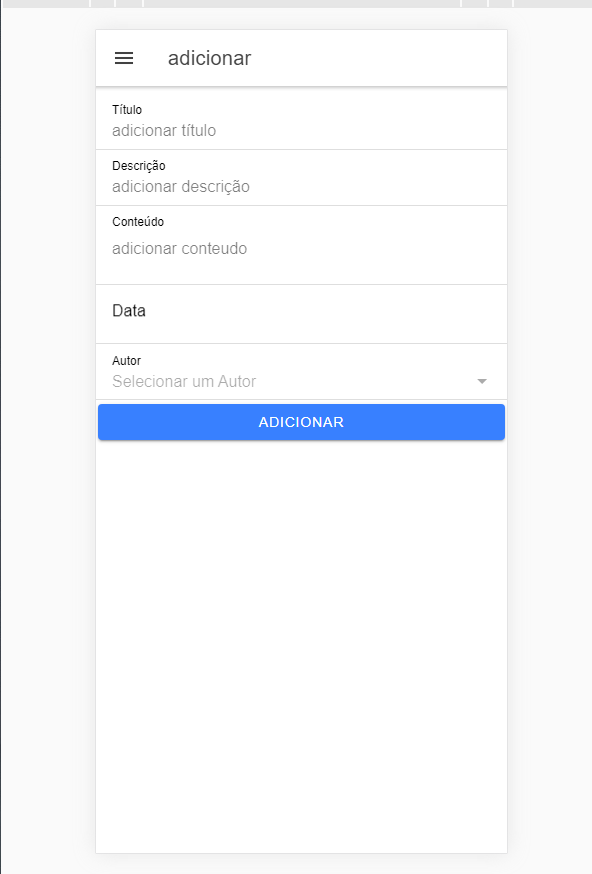 adicionar
Título
adicionar título
Descrição
adicionar descrição
Conteúdo
adicionar conteudo
Data
Autor
Selecionar um Autor
ADICIONAR